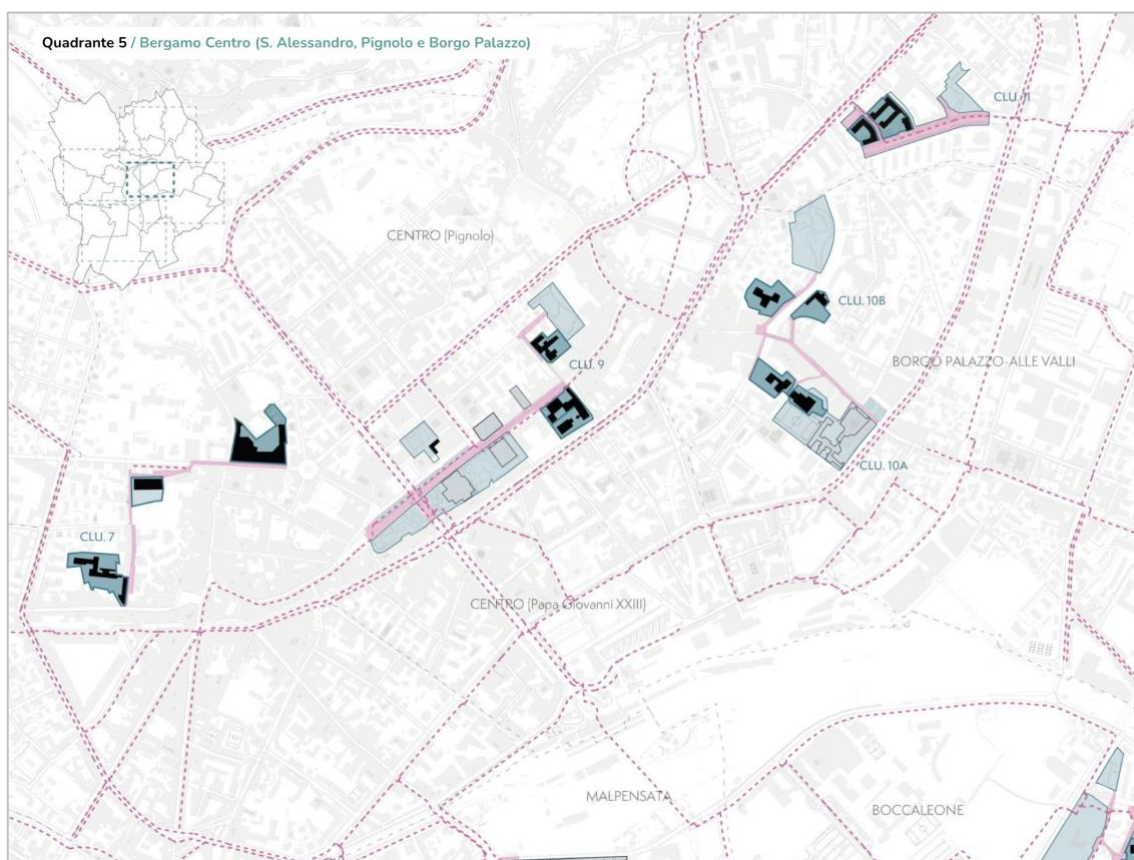 Quadrante 5 / Bergamo Centro (S. Alessandro, Pignolo e Borgo Palazzo)
CLU. 11
CENTRO (Pignolo)
CLU. 10B
CLU. 9
BORGO PALAZZO-ALLE VALLI
CLU. 10A
CLU. 7
CENTRO (Papa Giovanni XXIII)
MALPENSATA
BOCCALEONE